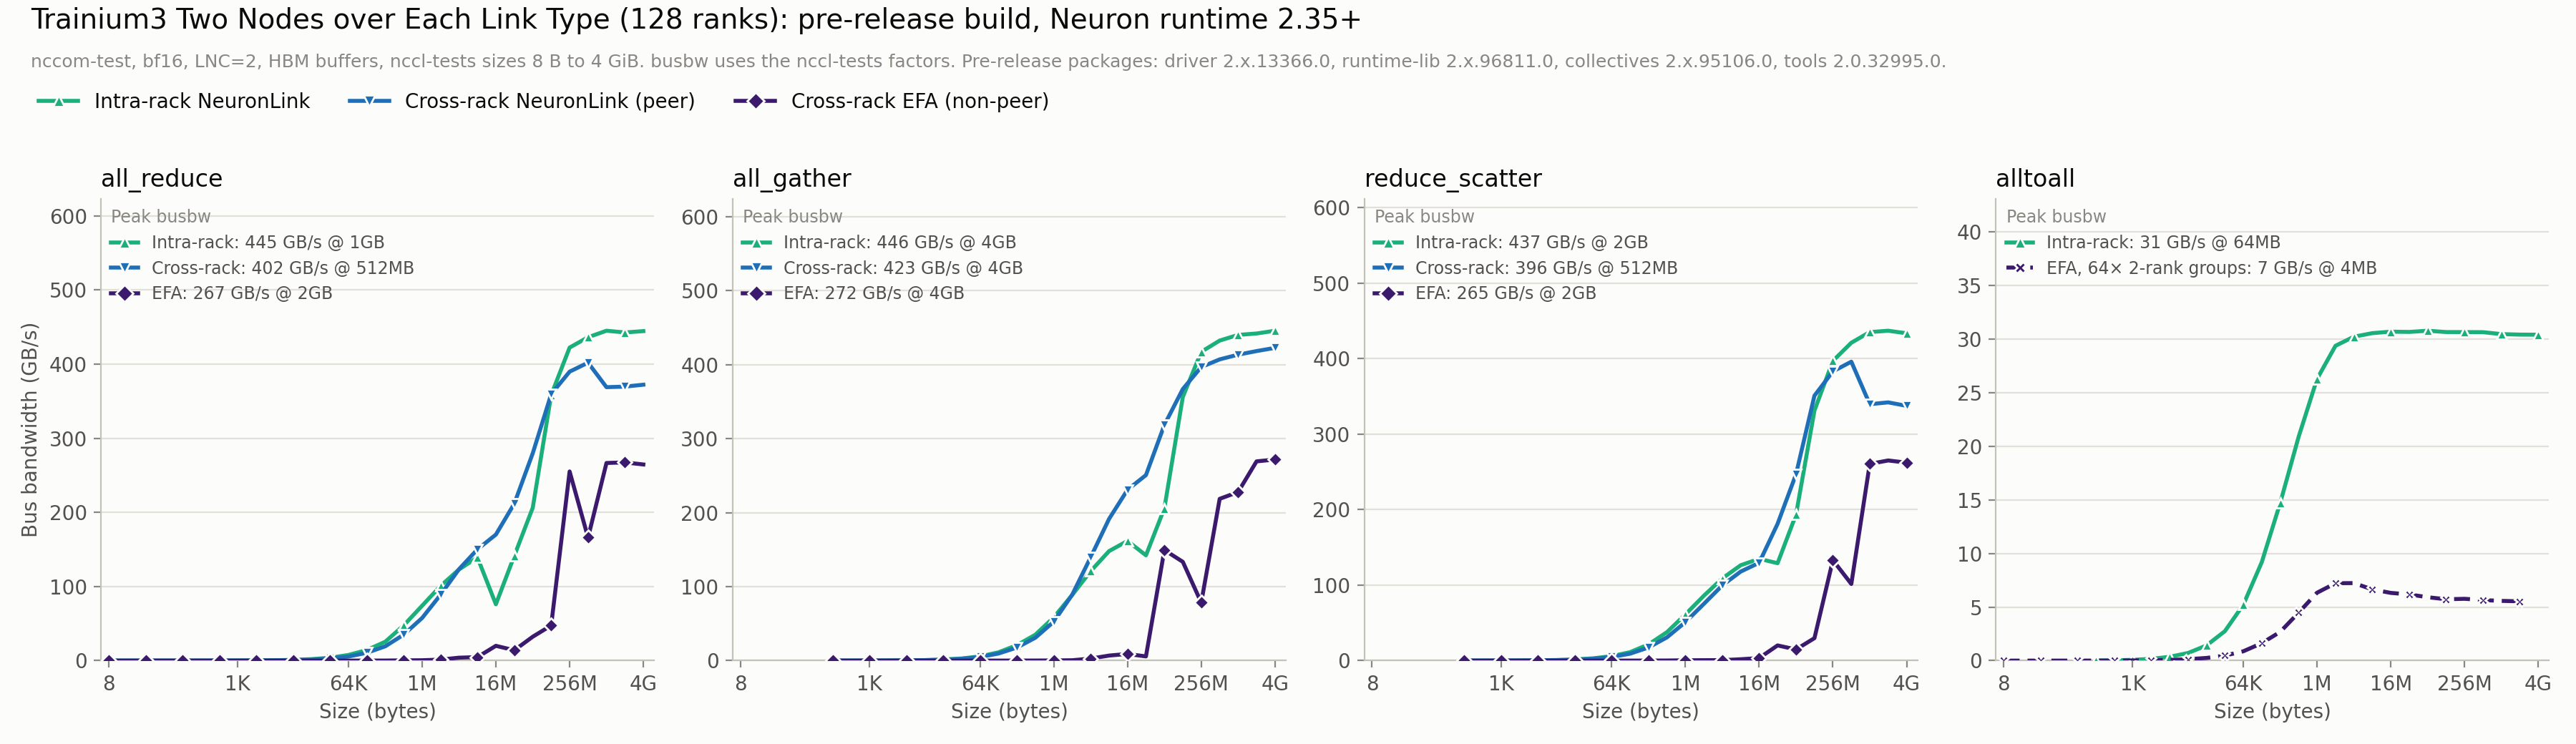 Trainium3 Two Nodes over Each Link Type (128 ranks): pre-release build, Neuron runtime 2.35+
nccom-test, bf16, LNC=2, HBM buffers, nccl-tests sizes 8 B to 4 GiB. busbw uses the nccl-tests factors. Pre-release packages: driver 2.x.13366.0, runtime-lib 2.x.96811.0, collectives 2.x.95106.0, tools 2.0.32995.0.
Intra-rack NeuronLink
Cross-rack NeuronLink (peer)
Cross-rack EFA (non-peer)
all_reduce
Peak busbw
Intra-rack: 445 GB/s @ 1GB
Cross-rack: 402 GB/s @ 512MB
EFA: 267 GB/s @ 2GB
Bus bandwidth (GB/s)
600
500
400
300
200
100
0
8
1K
64K
1M
16M
256M
4G
Size (bytes)
all_gather
Peak busbw
Intra-rack: 446 GB/s @ 4GB
Cross-rack: 423 GB/s @ 4GB
EFA: 272 GB/s @ 4GB
600
500
400
300
200
100
0
8
1K
64K
1M
16M
256M
4G
Size (bytes)
reduce_scatter
Peak busbw
Intra-rack: 437 GB/s @ 2GB
Cross-rack: 396 GB/s @ 512MB
EFA: 265 GB/s @ 2GB
600
500
400
300
200
100
0
8
1K
64K
1M
16M
256M
4G
Size (bytes)
alltoall
Peak busbw
Intra-rack: 31 GB/s @ 64MB
EFA, 64× 2-rank groups: 7 GB/s @ 4MB
40
35
30
25
20
15
10
5
0
8
1K
64K
1M
16M
256M
4G
Size (bytes)